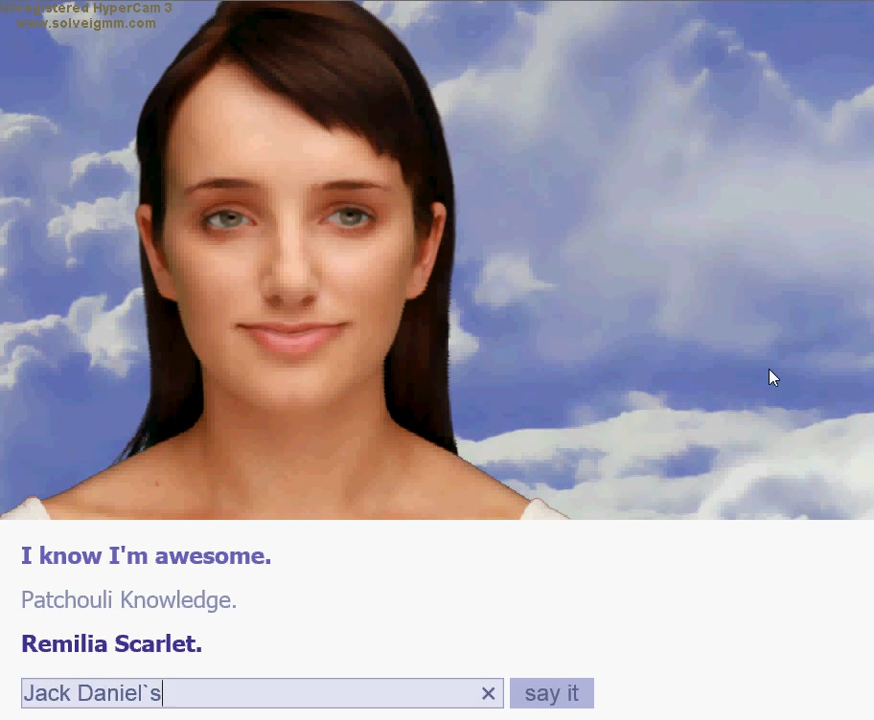 Unregistered HyperCam 3
www.solveigmm.com
I know I'm awesome.
Patchouli Knowledge.
Remilia Scarlet.
Jack Daniel`s
say it